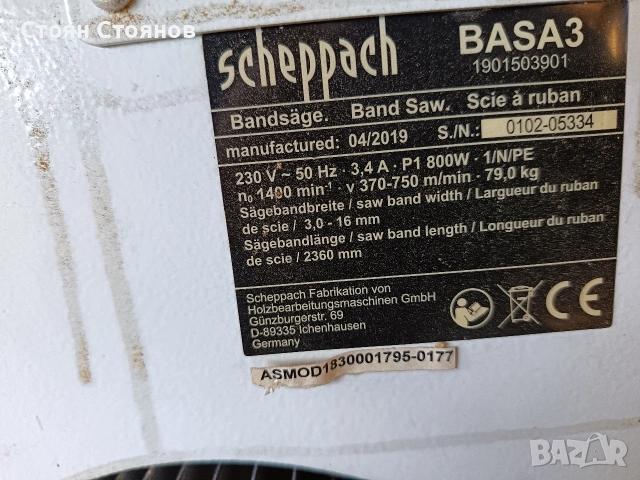 Стоян Стоянов
scheppach BASA3
1901503901
Bandsäge. Band Saw. Scie à ruban
manufactured: 04/2019 S./N.: 0102-05334
230 V ~ 50 Hz · 3,4 A : P1 800W · 1/N/PE
n₀ 1400 min⁻¹ · v 370-750 m/min · 79,0 kg
Sägebandbreite / saw band width / Largueur du ruban
de scie / 3,0 - 16 mm
Sägebandlänge / saw band length / Longueur du ruban
de scie / 2360 mm
Scheppach Fabrikation von
Holzbearbeitungsmaschinen GmbH
Günzburgerstr. 69
D-89335 Ichenhausen
Germany
CE
ASMOD1830001795-0177
BAZAR